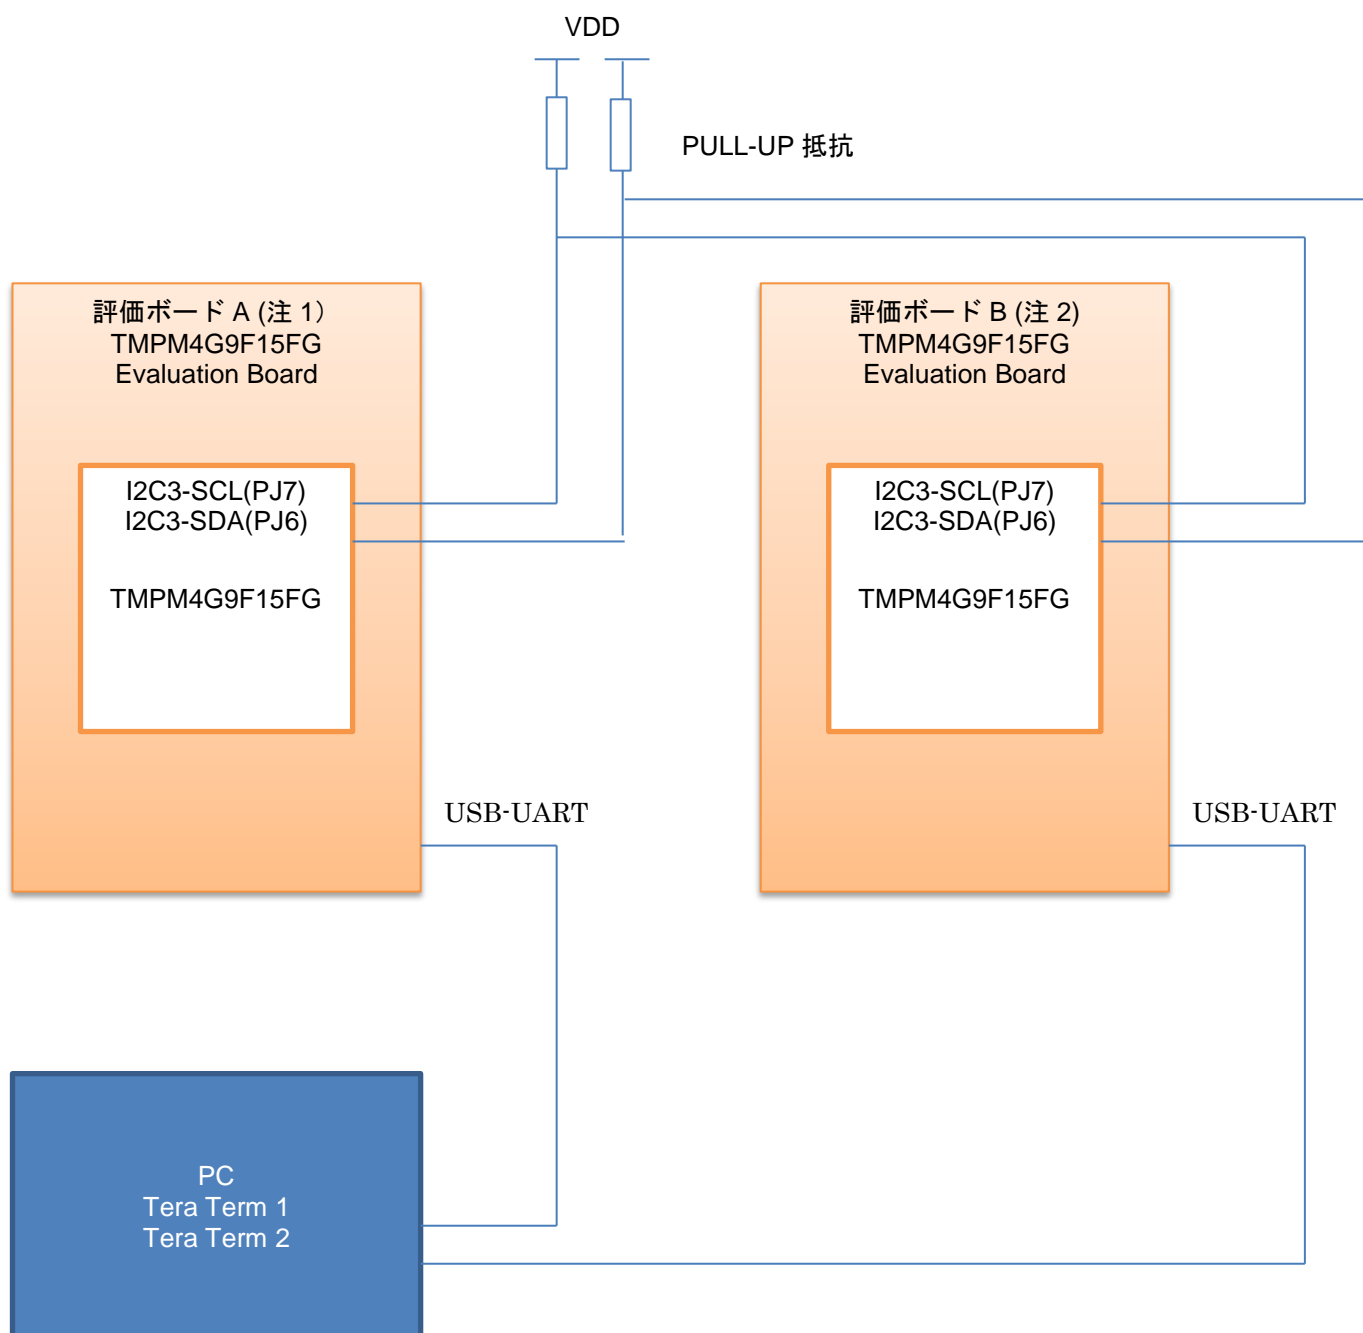 VDD
PULL-UP 抵抗
評価ボード A (注 1)
TMPM4G9F15FG
Evaluation Board
I2C3-SCL(PJ7)
I2C3-SDA(PJ6)
TMPM4G9F15FG
USB-UART
評価ボード B (注 2)
TMPM4G9F15FG
Evaluation Board
I2C3-SCL(PJ7)
I2C3-SDA(PJ6)
TMPM4G9F15FG
USB-UART
PC
Tera Term 1
Tera Term 2